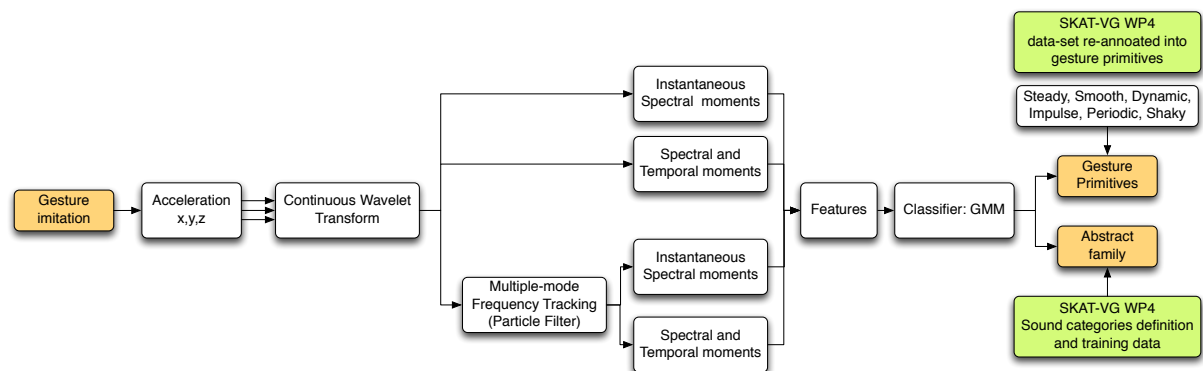 Gesture
imitation
Acceleration
x,y,z
Continuous Wavelet
Transform
Instantaneous
Spectral moments
Spectral and
Temporal moments
Multiple-mode
Frequency Tracking
(Particle Filter)
Instantaneous
Spectral moments
Spectral and
Temporal moments
Features
Classifier: GMM
SKAT-VG WP4
data-set re-annoated into
gesture primitives
Steady, Smooth, Dynamic,
Impulse, Periodic, Shaky
Gesture
Primitives
Abstract
family
SKAT-VG WP4
Sound categories definition
and training data